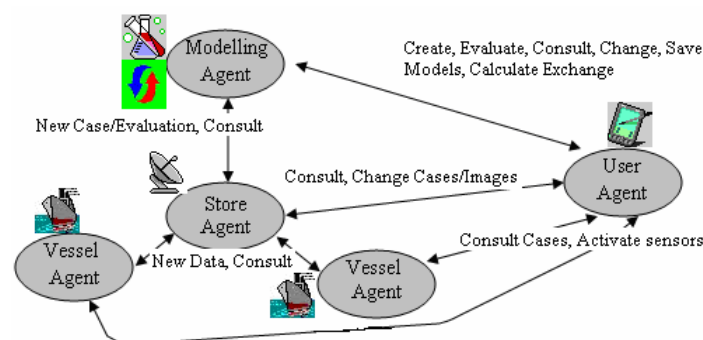 Modelling
Agent
Create, Evaluate, Consult, Change, Save
Models, Calculate Exchange
New Case/Evaluation, Consult
User
Agent
Consult, Change Cases/Images
Store
Agent
Consult Cases, Activate sensors
Vessel
Agent
New Data, Consult
Vessel
Agent